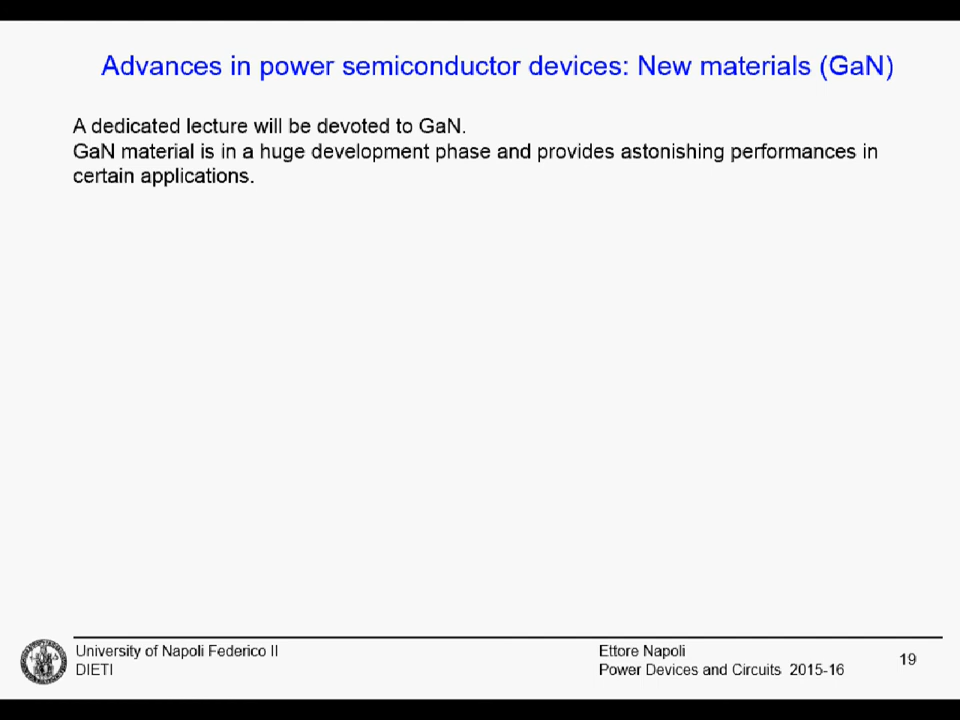 Advances in power semiconductor devices: New materials (GaN)
A dedicated lecture will be devoted to GaN.
GaN material is in a huge development phase and provides astonishing performances in
certain applications.
University of Napoli Federico II
DIETI
Ettore Napoli
Power Devices and Circuits 2015-16
19